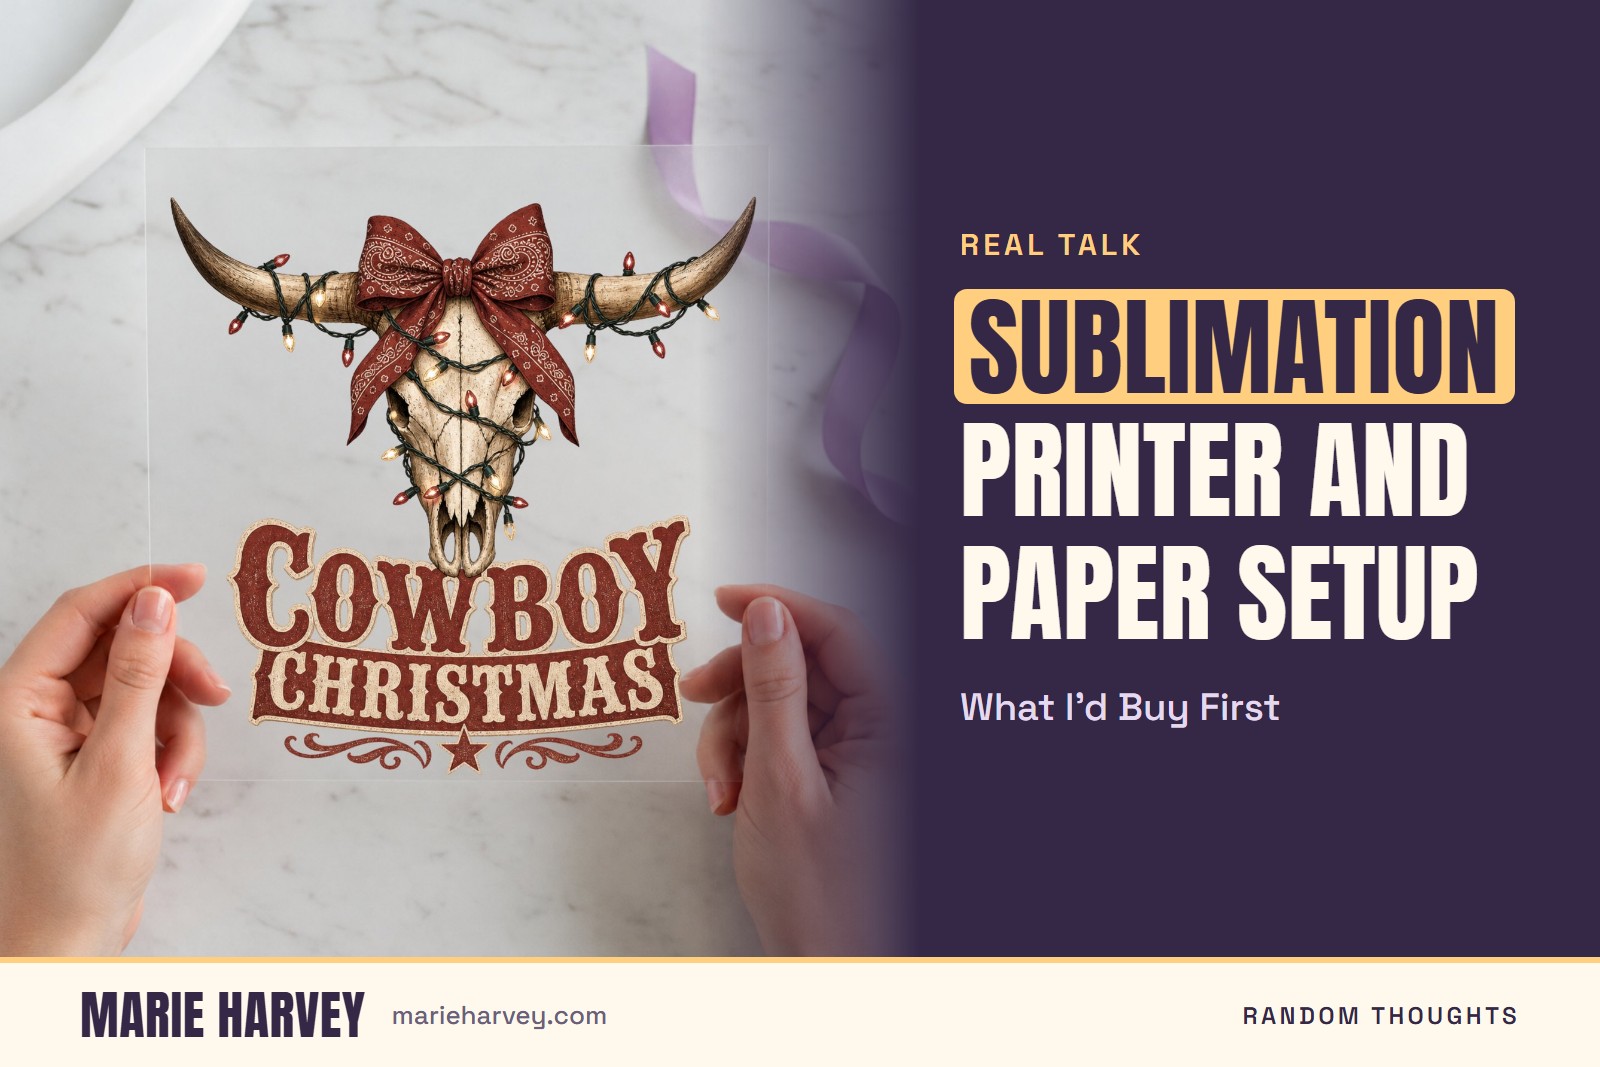 COWBOY
CHRISTMAS
REAL TALK
SUBLIMATION
PRINTER AND
PAPER SETUP
What I'd Buy First
MARIE HARVEY marieharvey.com
RANDOM THOUGHTS